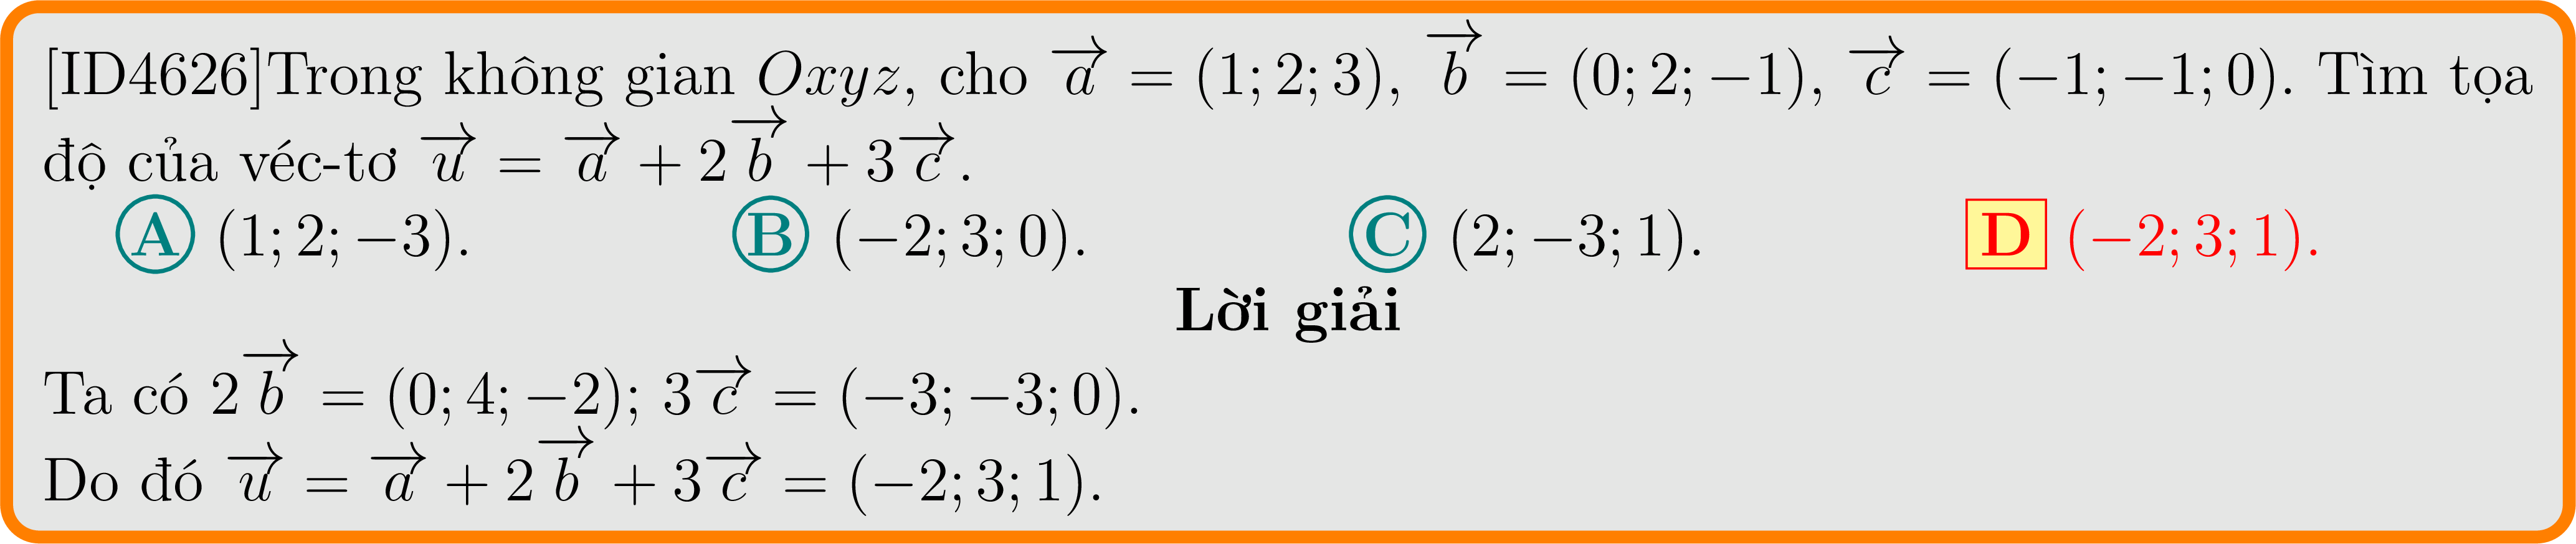 [ID4626]Trong không gian Oxyz, cho $\overrightarrow{a} = (1; 2; 3)$, $\overrightarrow{b} = (0; 2; -1)$, $\overrightarrow{c} = (-1; -1; 0)$. Tìm tọa
độ của véc-tơ $\overrightarrow{u} = \overrightarrow{a} + 2\overrightarrow{b} + 3\overrightarrow{c}$.
A (1; 2; −3). B (−2; 3; 0). C (2; −3; 1). D (−2; 3; 1).
Lời giải
Ta có $2\overrightarrow{b} = (0; 4; -2)$; $3\overrightarrow{c} = (-3; -3; 0)$.
Do đó $\overrightarrow{u} = \overrightarrow{a} + 2\overrightarrow{b} + 3\overrightarrow{c} = (-2; 3; 1)$.